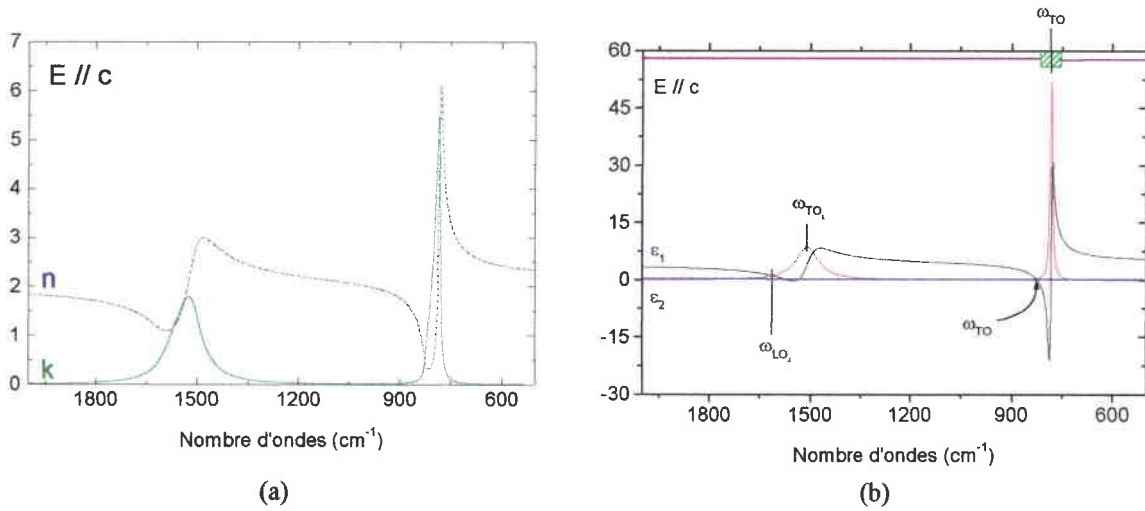 7
6
5
4
3
2
1
0
E // c
n
k
1800 1500 1200 900 600
Nombre d'ondes (cm⁻¹)
(a)
ω_TO
60
45
30
15
0
-15
-30
E // c
ω_TO⊥
ε₁
ε₂
ω_TO
ω_LO⊥
1800 1500 1200 900 600
Nombre d'ondes (cm⁻¹)
(b)